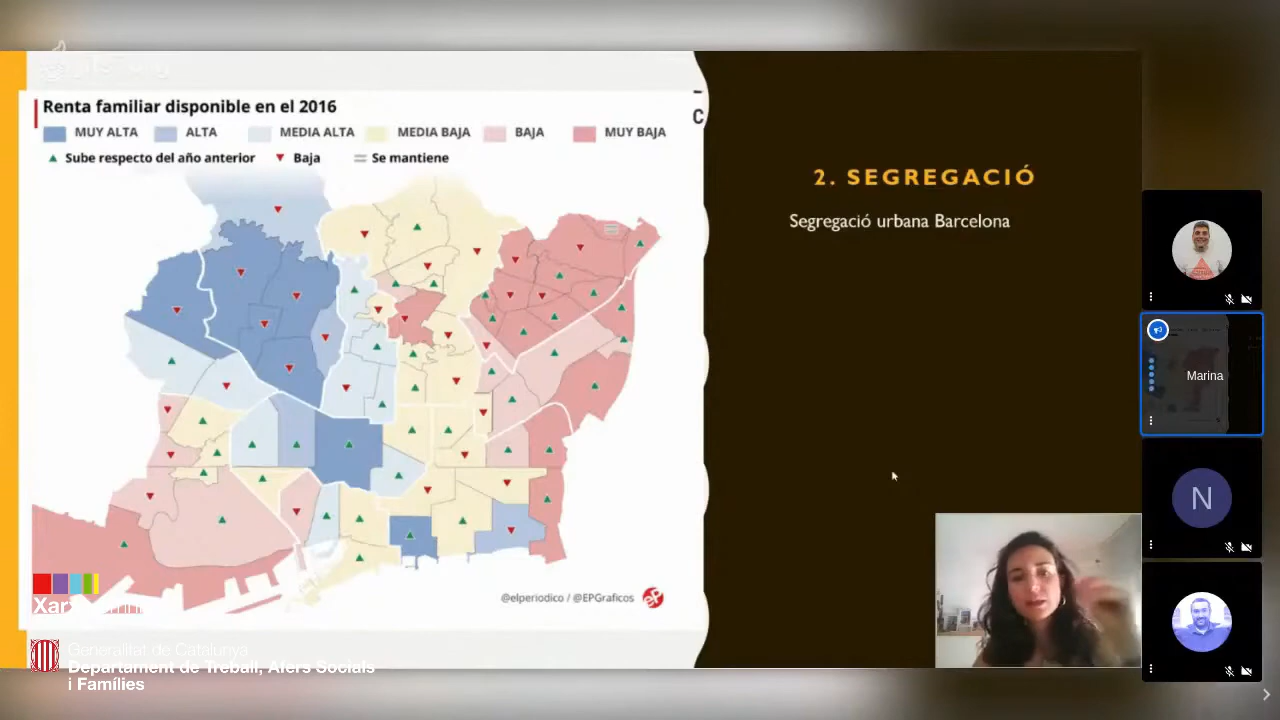 Renta familiar disponible en el 2016
MUY ALTA ALTA MEDIA ALTA MEDIA BAJA BAJA MUY BAJA
Sube respecto del año anterior Baja Se mantiene
C
2. SEGREGACIÓ
Segregació urbana Barcelona
Marina
N
@elperiodico / @EPGraficos eP
Generalitat de Catalunya
Departament de Treball, Afers Socials
i Famílies